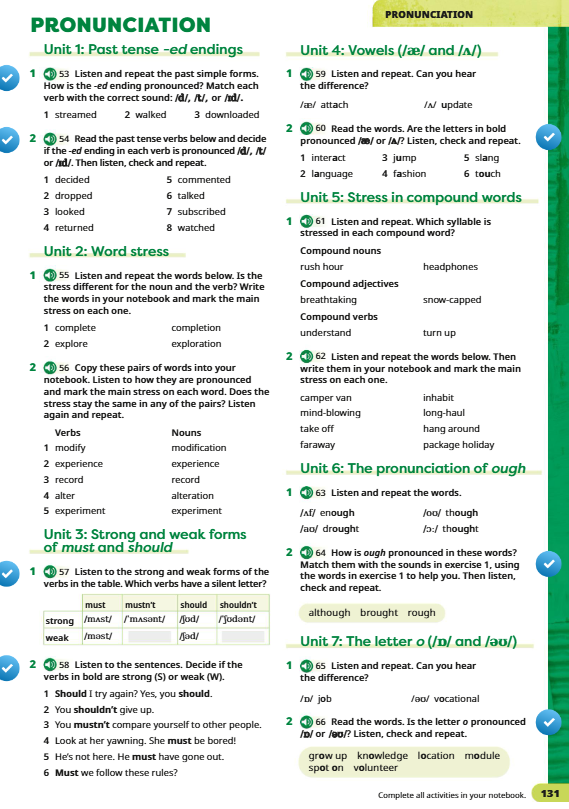 PRONUNCIATION
PRONUNCIATION
Unit 1: Past tense -ed endings
1 53 Listen and repeat the past simple forms.
How is the -ed ending pronounced? Match each
verb with the correct sound: /d/, /t/, or /ɪd/.
1 streamed 2 walked 3 downloaded
2 54 Read the past tense verbs below and decide
if the -ed ending in each verb is pronounced /d/, /t/
or /ɪd/. Then listen, check and repeat.
1 decided 5 commented
2 dropped 6 talked
3 looked 7 subscribed
4 returned 8 watched
Unit 2: Word stress
1 55 Listen and repeat the words below. Is the
stress different for the noun and the verb? Write
the words in your notebook and mark the main
stress on each one.
1 complete completion
2 explore exploration
2 56 Copy these pairs of words into your
notebook. Listen to how they are pronounced
and mark the main stress on each word. Does the
stress stay the same in any of the pairs? Listen
again and repeat.
Verbs Nouns
1 modify modification
2 experience experience
3 record record
4 alter alteration
5 experiment experiment
Unit 3: Strong and weak forms
of must and should
1 57 Listen to the strong and weak forms of the
verbs in the table. Which verbs have a silent letter?
must mustn't should shouldn't
strong /mʌst/ /ˈmʌsənt/ /ʃʊd/ /ˈʃʊdənt/
weak /məst/ /ʃəd/
2 58 Listen to the sentences. Decide if the
verbs in bold are strong (S) or weak (W).
1 Should I try again? Yes, you should.
2 You shouldn't give up.
3 You mustn't compare yourself to other people.
4 Look at her yawning. She must be bored!
5 He's not here. He must have gone out.
6 Must we follow these rules?
Unit 4: Vowels (/æ/ and /ʌ/)
1 59 Listen and repeat. Can you hear
the difference?
/æ/ attach /ʌ/ update
2 60 Read the words. Are the letters in bold
pronounced /æ/ or /ʌ/? Listen, check and repeat.
1 interact 3 jump 5 slang
2 language 4 fashion 6 touch
Unit 5: Stress in compound words
1 61 Listen and repeat. Which syllable is
stressed in each compound word?
Compound nouns
rush hour headphones
Compound adjectives
breathtaking snow-capped
Compound verbs
understand turn up
2 62 Listen and repeat the words below. Then
write them in your notebook and mark the main
stress on each one.
camper van inhabit
mind-blowing long-haul
take off hang around
faraway package holiday
Unit 6: The pronunciation of ough
1 63 Listen and repeat the words.
/ʌf/ enough /əʊ/ though
/aʊ/ drought /ɔː/ thought
2 64 How is ough pronounced in these words?
Match them with the sounds in exercise 1, using
the words in exercise 1 to help you. Then listen,
check and repeat.
although brought rough
Unit 7: The letter o (/ɒ/ and /əʊ/)
1 65 Listen and repeat. Can you hear
the difference?
/ɒ/ job /əʊ/ vocational
2 66 Read the words. Is the letter o pronounced
/ɒ/ or /əʊ/? Listen, check and repeat.
grow up knowledge location module
spot on volunteer
Complete all activities in your notebook. 131